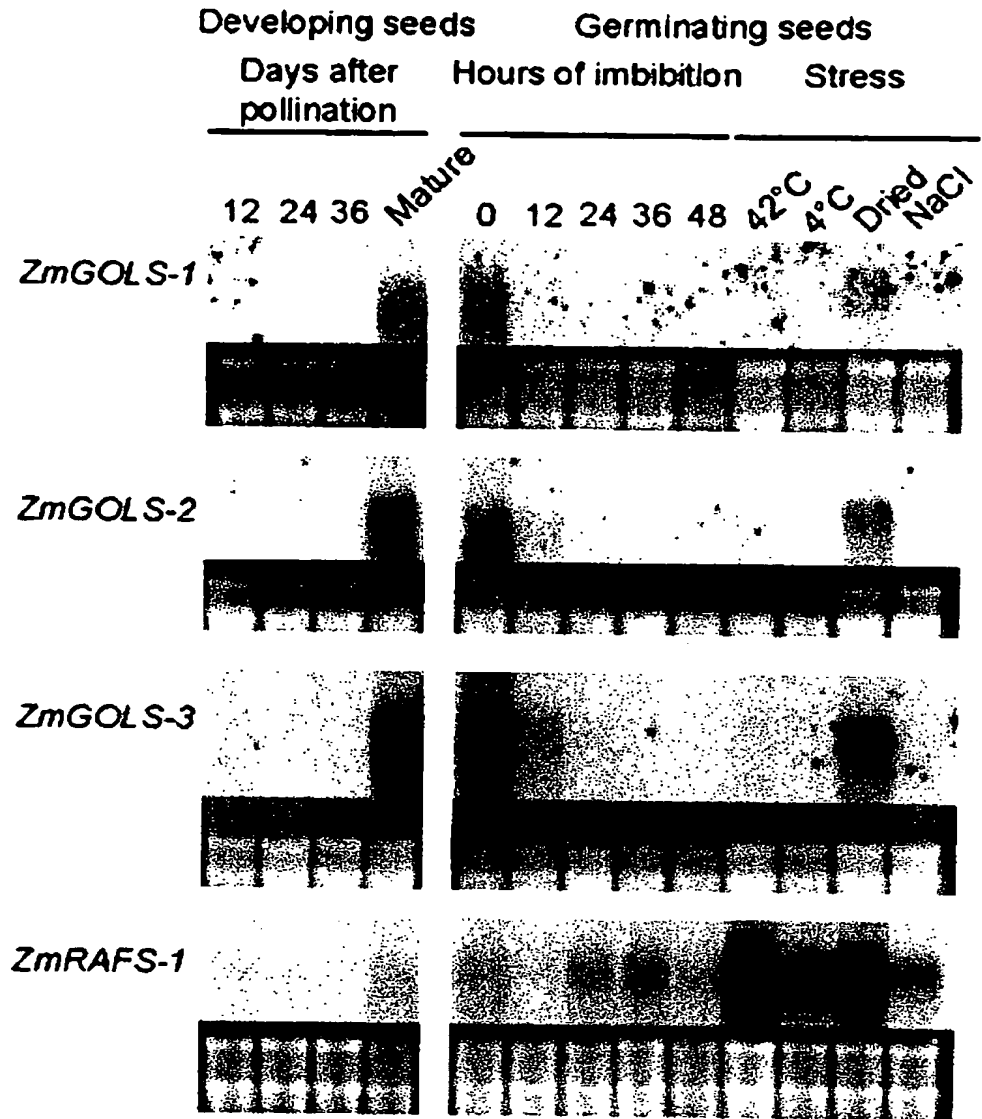 Developing seeds Germinating seeds
Days after pollination Hours of imbibition Stress
12 24 36 Mature 0 12 24 36 48 42°C 4°C Dried NaCl
ZmGOLS-1
ZmGOLS-2
ZmGOLS-3
ZmRAFS-1